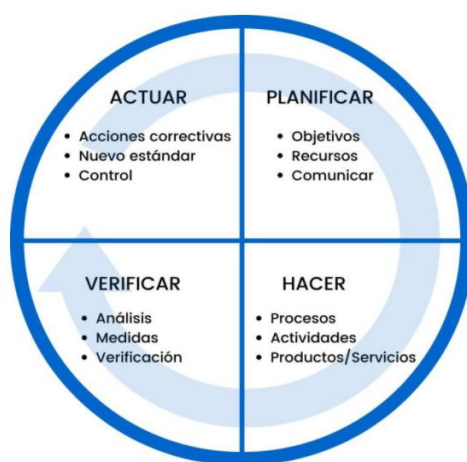 ACTUAR
• Acciones correctivas
• Nuevo estándar
• Control
PLANIFICAR
• Objetivos
• Recursos
• Comunicar
VERIFICAR
• Análisis
• Medidas
• Verificación
HACER
• Procesos
• Actividades
• Productos/Servicios